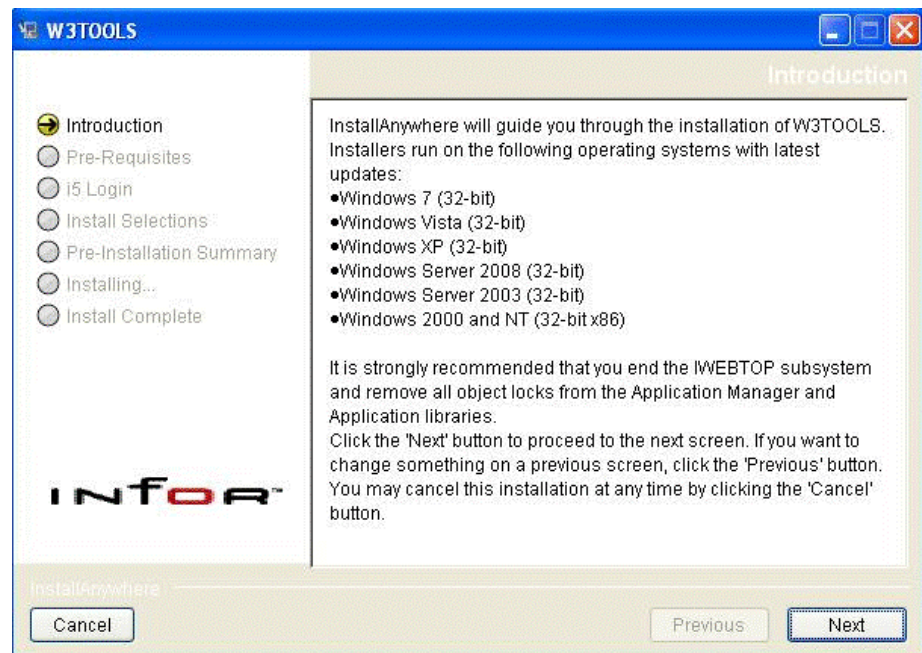 W3TOOLS
Introduction
Introduction
Pre-Requisites
i5 Login
Install Selections
Pre-Installation Summary
Installing...
Install Complete
InstallAnywhere will guide you through the installation of W3TOOLS.
Installers run on the following operating systems with latest
updates:
●Windows 7 (32-bit)
●Windows Vista (32-bit)
●Windows XP (32-bit)
●Windows Server 2008 (32-bit)
●Windows Server 2003 (32-bit)
●Windows 2000 and NT (32-bit x86)
It is strongly recommended that you end the IWEBTOP subsystem
and remove all object locks from the Application Manager and
Application libraries.
Click the 'Next' button to proceed to the next screen. If you want to
change something on a previous screen, click the 'Previous' button.
You may cancel this installation at any time by clicking the 'Cancel'
button.
INFOR™
InstallAnywhere
Cancel
Previous
Next